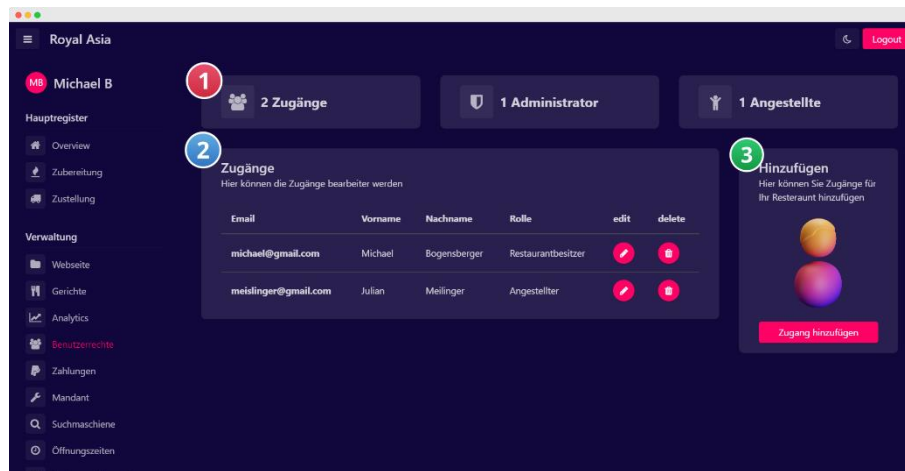 Royal Asia
Logout
MB Michael B
Hauptregister
Overview
Zubereitung
Zustellung
Verwaltung
Webseite
Gerichte
Analytics
Benutzerrechte
Zahlungen
Mandant
Suchmaschiene
Öffnungszeiten
1
2 Zugänge
1 Administrator
1 Angestellte
2
Zugänge
Hier können die Zugänge bearbeiter werden
Email Vorname Nachname Rolle edit delete
michael@gmail.com Michael Bogensberger Restaurantbesitzer
meislinger@gmail.com Julian Meilinger Angestellter
3
Hinzufügen
Hier können Sie Zugänge für
Ihr Resteraunt hinzufügen
Zugang hinzufügen